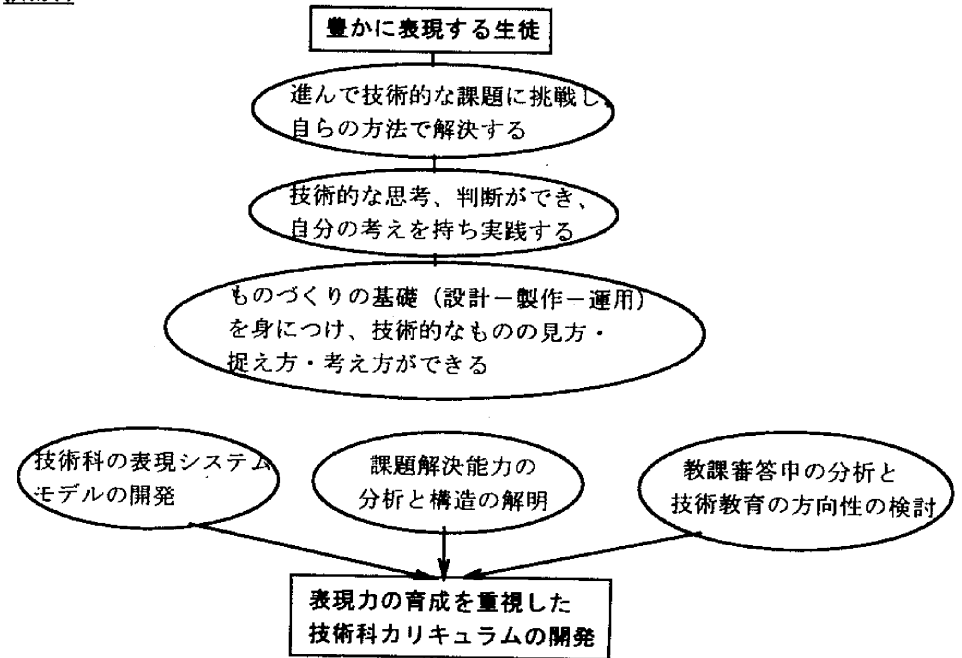 豊かに表現する生徒
進んで技術的な課題に挑戦し、
自らの方法で解決する
技術的な思考、判断ができ、
自分の考えを持ち実践する
ものづくりの基礎（設計－製作－運用）
を身につけ、技術的なものの見方・
捉え方・考え方ができる
技術科の表現システム
モデルの開発
課題解決能力の
分析と構造の解明
教課審答中の分析と
技術教育の方向性の検討
表現力の育成を重視した
技術科カリキュラムの開発